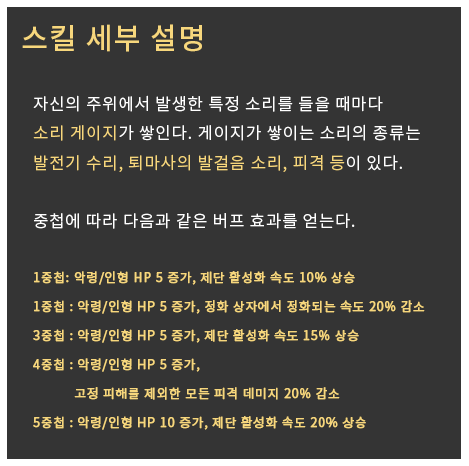 스킬 세부 설명
자신의 주위에서 발생한 특정 소리를 들을 때마다
소리 게이지가 쌓인다. 게이지가 쌓이는 소리의 종류는
발전기 수리, 퇴마사의 발걸음 소리, 피격 등이 있다.
중첩에 따라 다음과 같은 버프 효과를 얻는다.
1중첩: 악령/인형 HP 5 증가, 제단 활성화 속도 10% 상승
1중첩 : 악령/인형 HP 5 증가, 정화 상자에서 정화되는 속도 20% 감소
3중첩 : 악령/인형 HP 5 증가, 제단 활성화 속도 15% 상승
4중첩 : 악령/인형 HP 5 증가,
고정 피해를 제외한 모든 피격 데미지 20% 감소
5중첩 : 악령/인형 HP 10 증가, 제단 활성화 속도 20% 상승